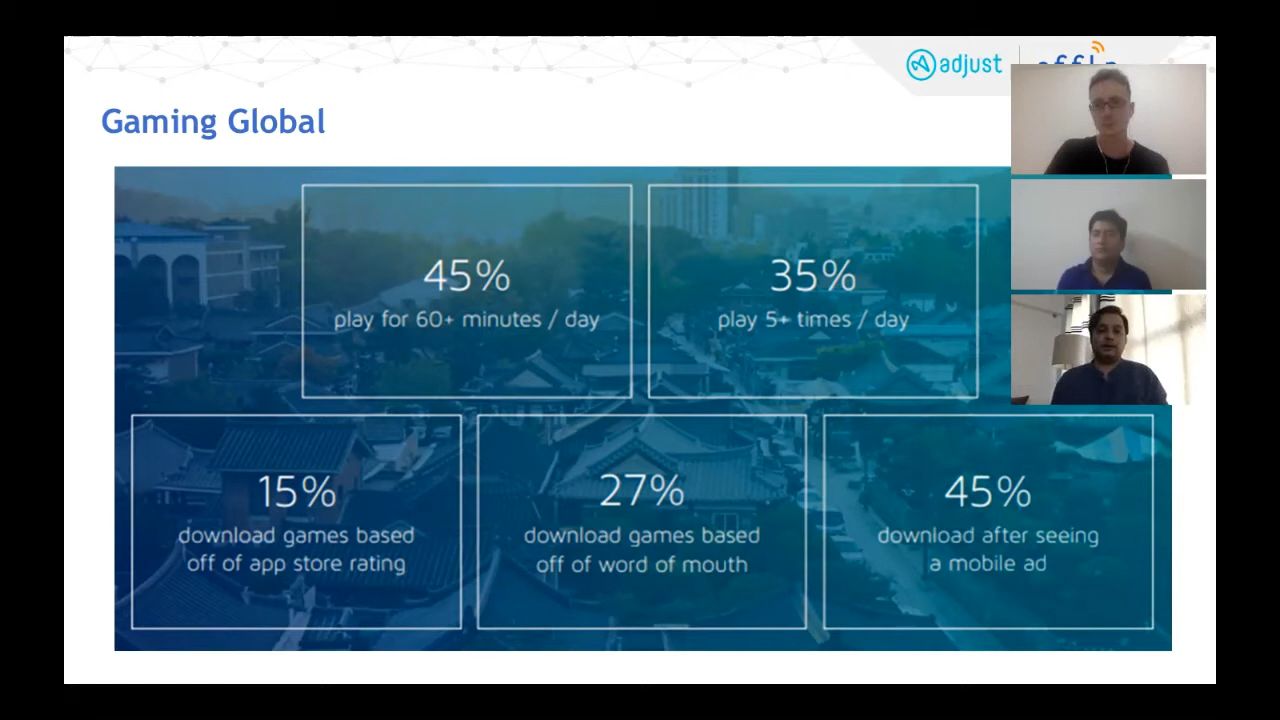 adjust
Gaming Global
45%
play for 60+ minutes / day
35%
play 5+ times / day
15%
download games based
off of app store rating
27%
download games based
off of word of mouth
45%
download after seeing
a mobile ad